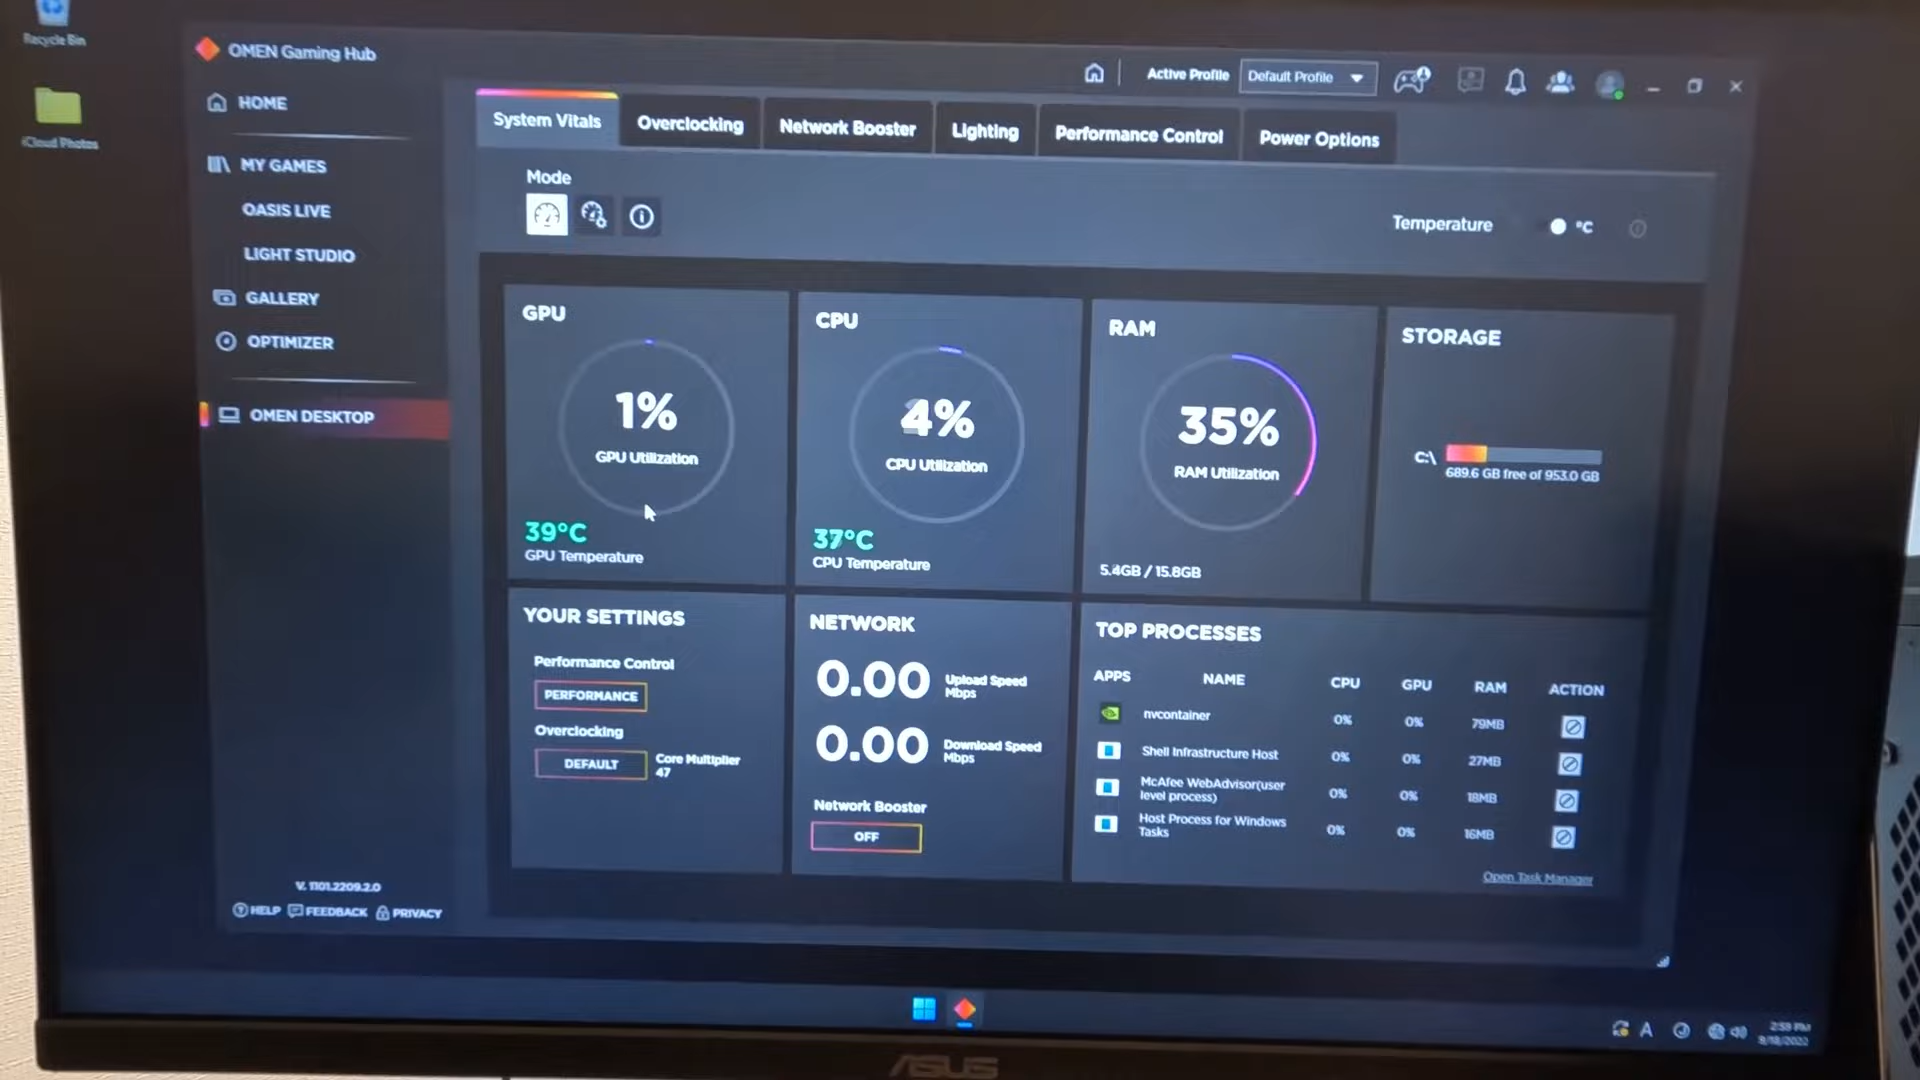 Recycle Bin
iCloud Photos
OMEN Gaming Hub
Active Profile
Default Profile
HOME
MY GAMES
OASIS LIVE
LIGHT STUDIO
GALLERY
OPTIMIZER
OMEN DESKTOP
System Vitals
Overclocking
Network Booster
Lighting
Performance Control
Power Options
Mode
Temperature
°C
GPU
1%
GPU Utilization
39°C
GPU Temperature
CPU
4%
CPU Utilization
37°C
CPU Temperature
RAM
35%
RAM Utilization
5.4GB / 15.8GB
STORAGE
C:\
689.6 GB free of 953.0 GB
YOUR SETTINGS
Performance Control
PERFORMANCE
Overclocking
DEFAULT
Core Multiplier
47
NETWORK
0.00 Upload Speed
Mbps
0.00 Download Speed
Mbps
Network Booster
OFF
TOP PROCESSES
APPS NAME CPU GPU RAM ACTION
nvcontainer 0% 0% 79MB
Shell Infrastructure Host 0% 0% 27MB
McAfee WebAdvisor(user
level process) 0% 0% 18MB
Host Process for Windows
Tasks 0% 0% 16MB
Open Task Manager
V. 1101.2209.2.0
HELP FEEDBACK PRIVACY
A
2:59 PM
9/18/2022
ASUS